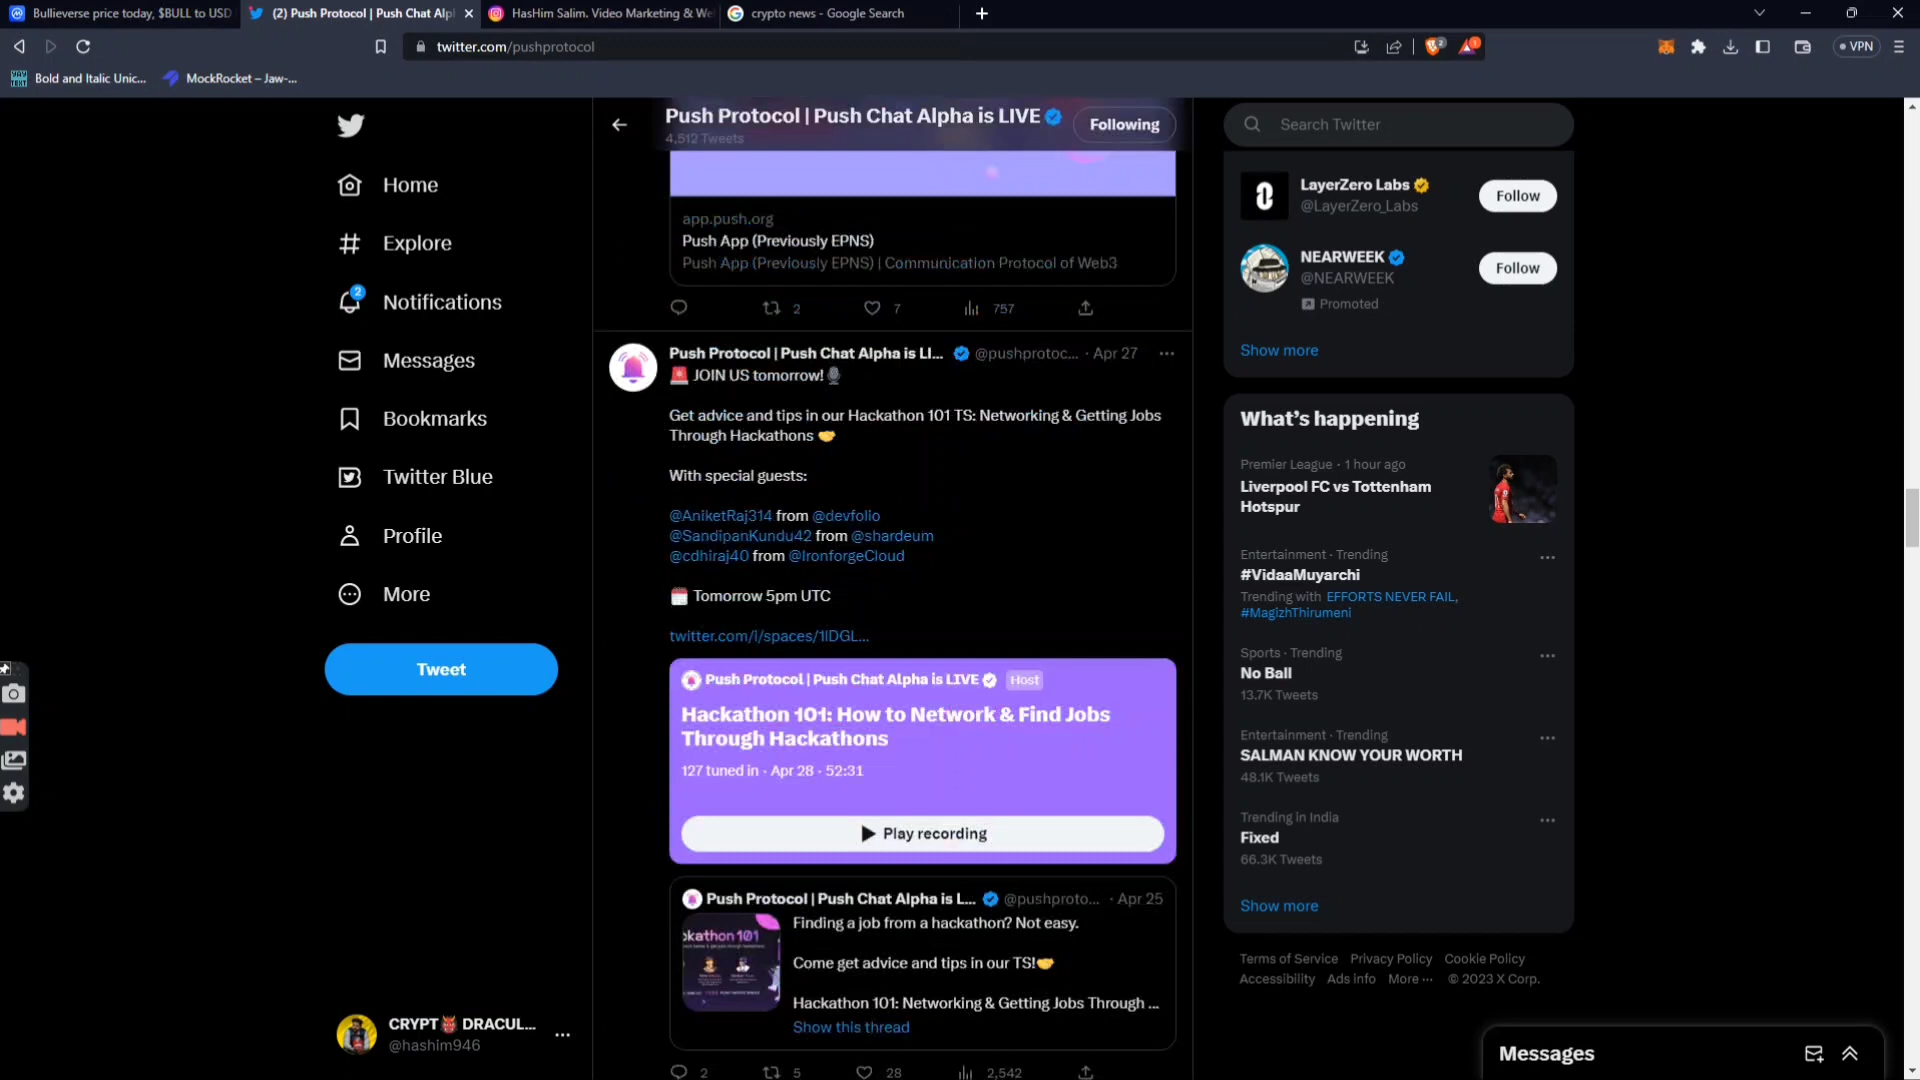 Bullieverse price today, $BULL to USD
(2) Push Protocol | Push Chat Alp
HasHim Salim. Video Marketing & We
crypto news - Google Search
twitter.com/pushprotocol
VPN
Bold and Italic Unic...
MockRocket – Jaw-...
Home
Explore
2
Notifications
Messages
Bookmarks
Twitter Blue
Profile
More
Tweet
CRYPT👹 DRACUL...
@hashim946
Push Protocol | Push Chat Alpha is LIVE
4,512 Tweets
Following
app.push.org
Push App (Previously EPNS)
Push App (Previously EPNS) | Communication Protocol of Web3
2 7 757
Push Protocol | Push Chat Alpha is LI... @pushprotoc... · Apr 27
🚨 JOIN US tomorrow!🎙
Get advice and tips in our Hackathon 101 TS: Networking & Getting Jobs
Through Hackathons 🤝
With special guests:
@AniketRaj314 from @devfolio
@SandipanKundu42 from @shardeum
@cdhiraj40 from @IronforgeCloud
🗓 Tomorrow 5pm UTC
twitter.com/i/spaces/1lDGL...
Push Protocol | Push Chat Alpha is LIVE Host
Hackathon 101: How to Network & Find Jobs
Through Hackathons
127 tuned in · Apr 28 · 52:31
Play recording
Push Protocol | Push Chat Alpha is L... @pushproto... · Apr 25
kathon 101
Finding a job from a hackathon? Not easy.
Come get advice and tips in our TS!🤝
Hackathon 101: Networking & Getting Jobs Through ...
Show this thread
2 5 28 2,542
Search Twitter
LayerZero Labs
@LayerZero_Labs
Follow
NEARWEEK
@NEARWEEK
Follow
Promoted
Show more
What's happening
Premier League · 1 hour ago
Liverpool FC vs Tottenham
Hotspur
Entertainment · Trending
#VidaaMuyarchi
Trending with EFFORTS NEVER FAIL,
#MagizhThirumeni
Sports · Trending
No Ball
13.7K Tweets
Entertainment · Trending
SALMAN KNOW YOUR WORTH
48.1K Tweets
Trending in India
Fixed
66.3K Tweets
Show more
Terms of Service Privacy Policy Cookie Policy
Accessibility Ads info More ··· © 2023 X Corp.
Messages